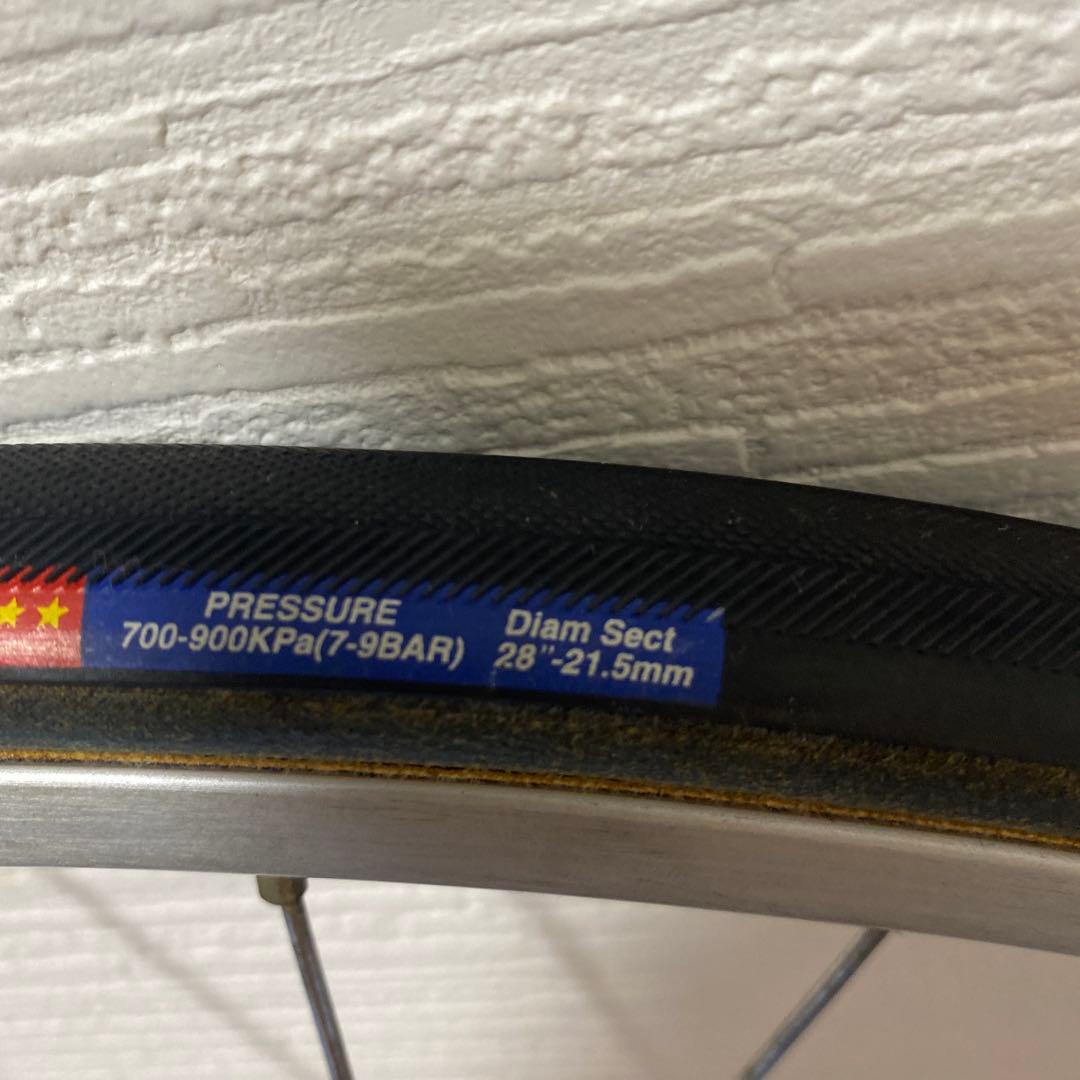 PRESSURE
700-900KPa(7-9BAR)
Diam Sect
28"-21.5mm